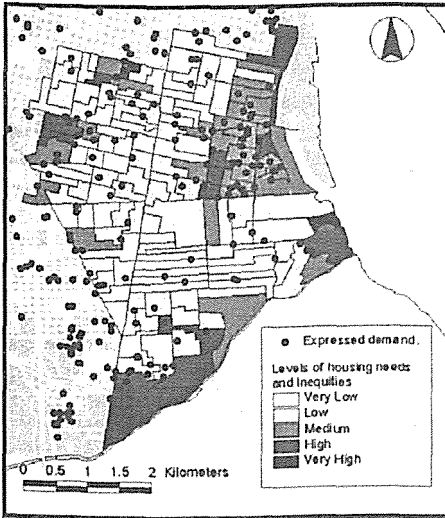 Expressed demand.
Levels of housing needs
and Inequities
Very Low
Low
Medium
High
Very High
0 0.5 1 1.5 2 Kilometers